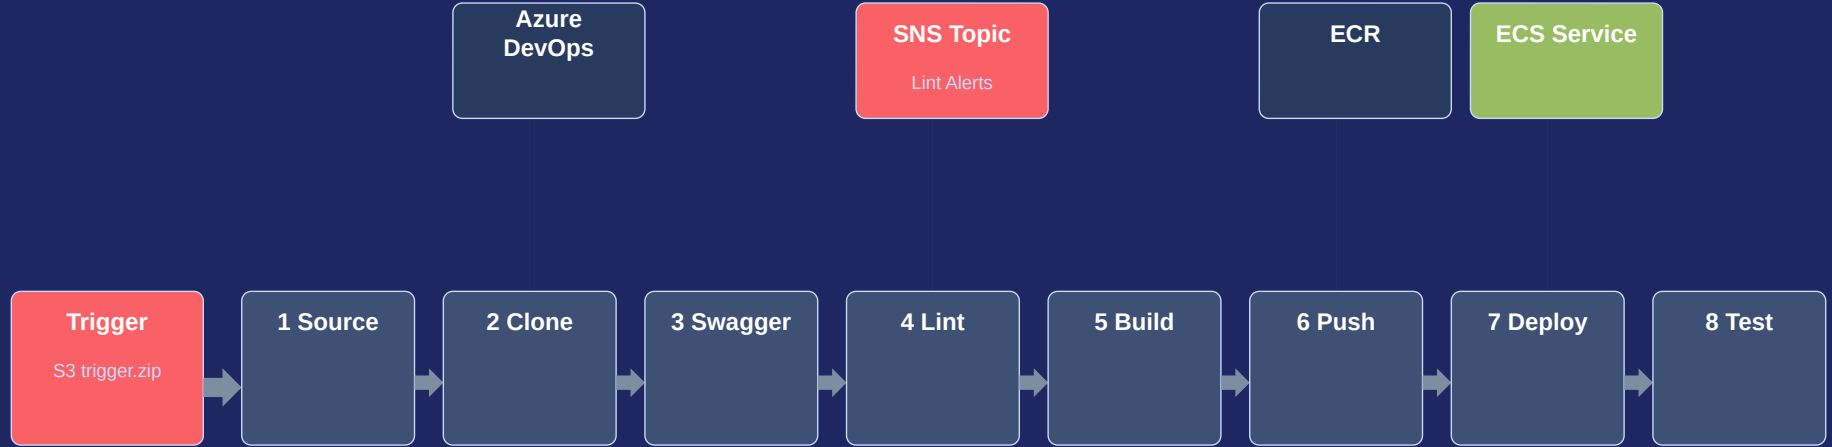 Azure
DevOps
SNS Topic
Lint Alerts
ECR
ECS Service
Trigger
S3 trigger.zip
1 Source
2 Clone
3 Swagger
4 Lint
5 Build
6 Push
7 Deploy
8 Test